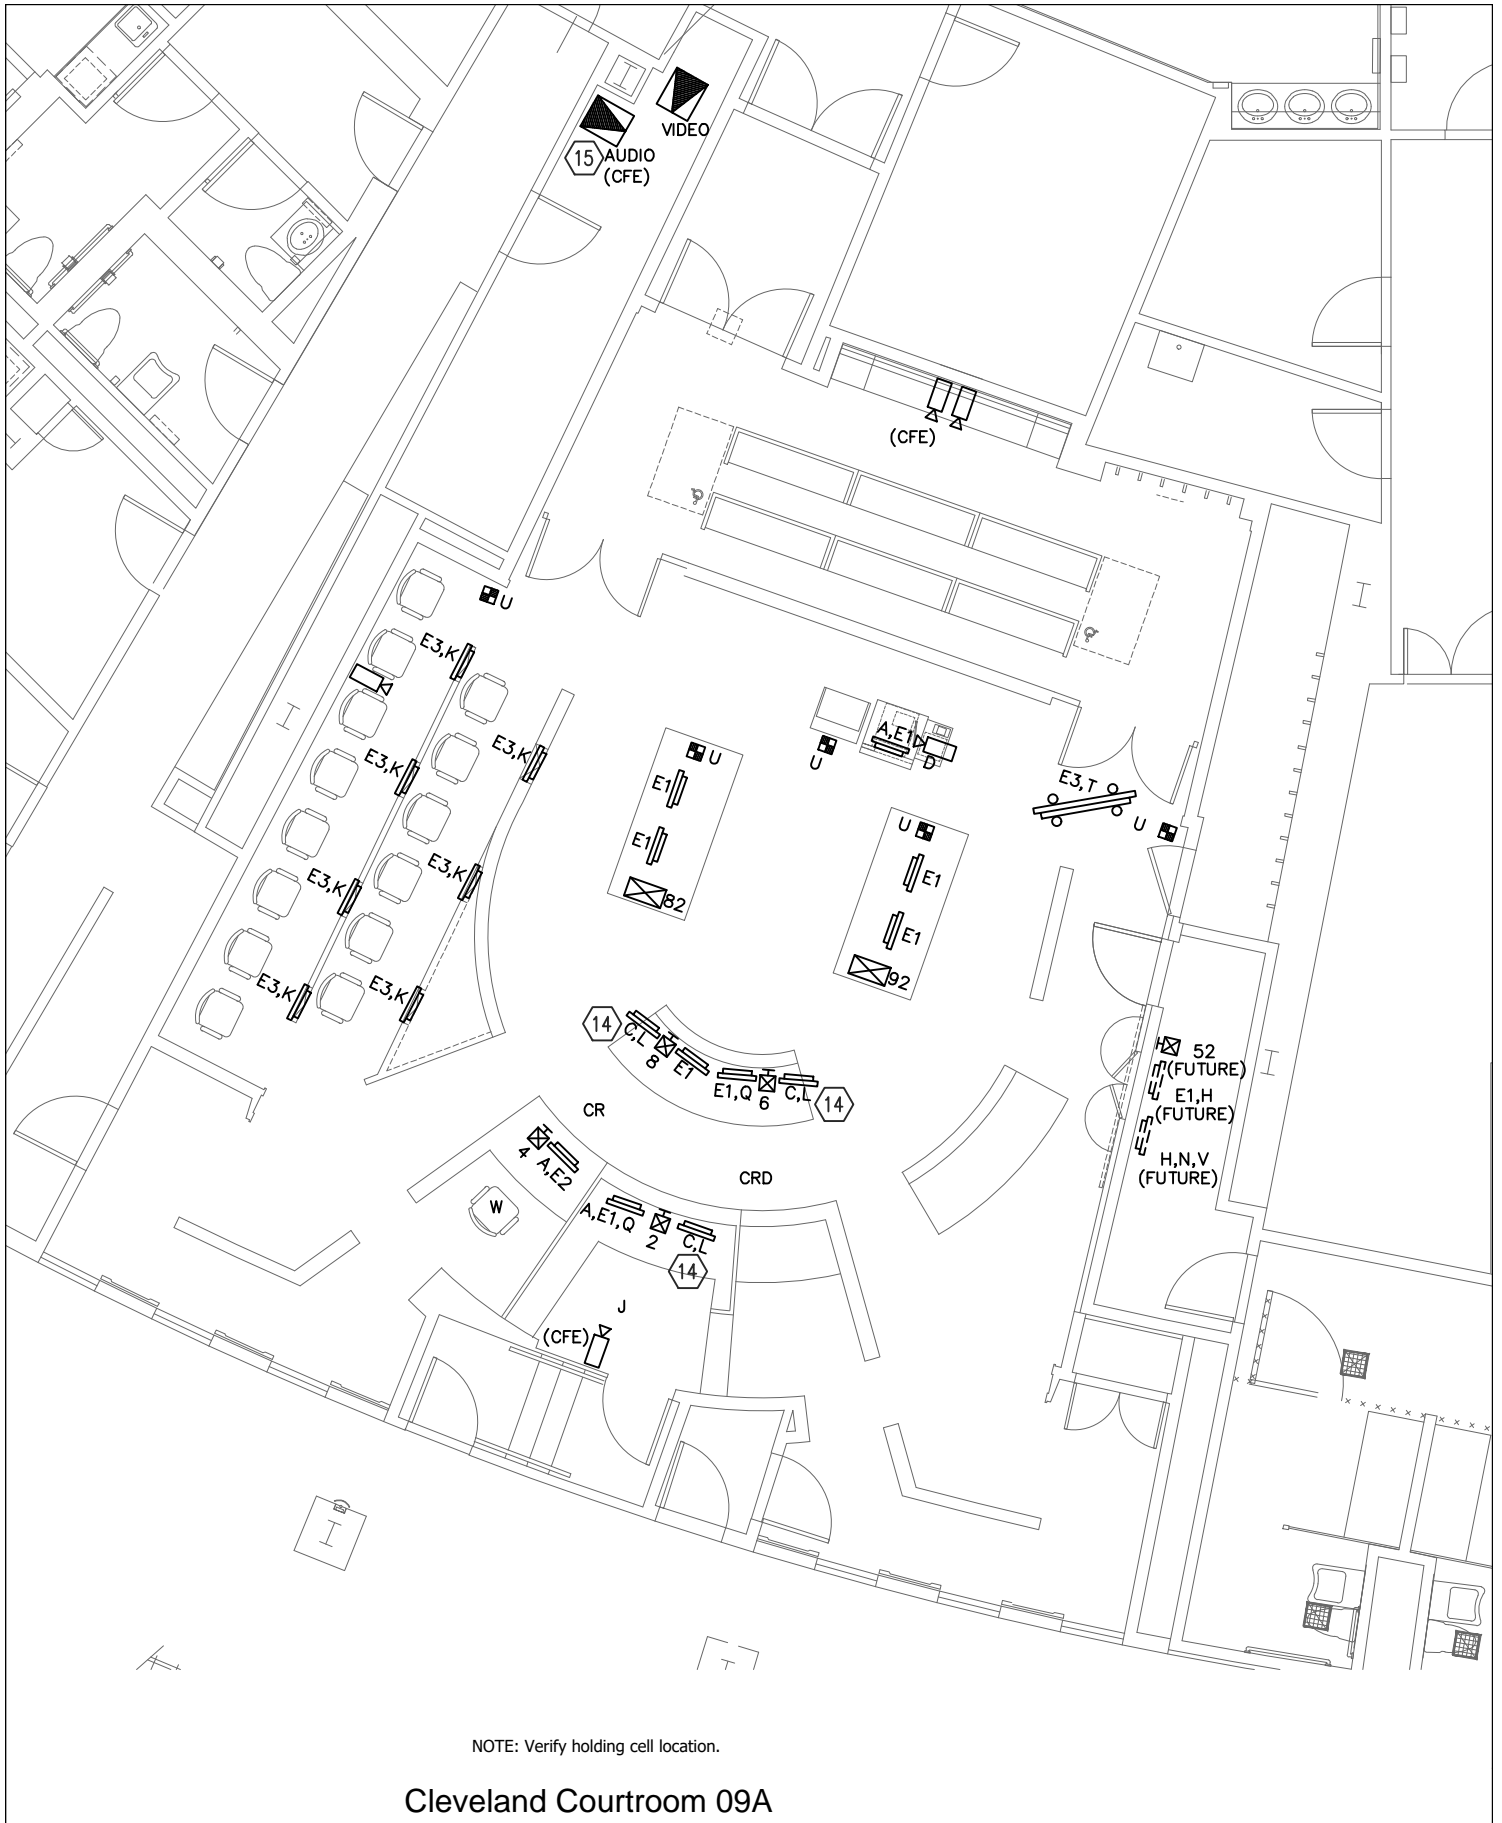 VIDEO
15
AUDIO
(CFE)
(CFE)
U
E3,K
E3,K
E3,K
E3,K
E3,K
E3,K
E3,K
U
E1
E1
82
U
A,E1
D
E3,T
U
U
E1
E1
92
14
C,L
8
E1
E1,Q
6
C,L
14
52
(FUTURE)
E1,H
(FUTURE)
H,N,V
(FUTURE)
CR
4
A,E2
CRD
W
A,E1,Q
2
C,L
14
J
(CFE)
NOTE: Verify holding cell location.
Cleveland Courtroom 09A